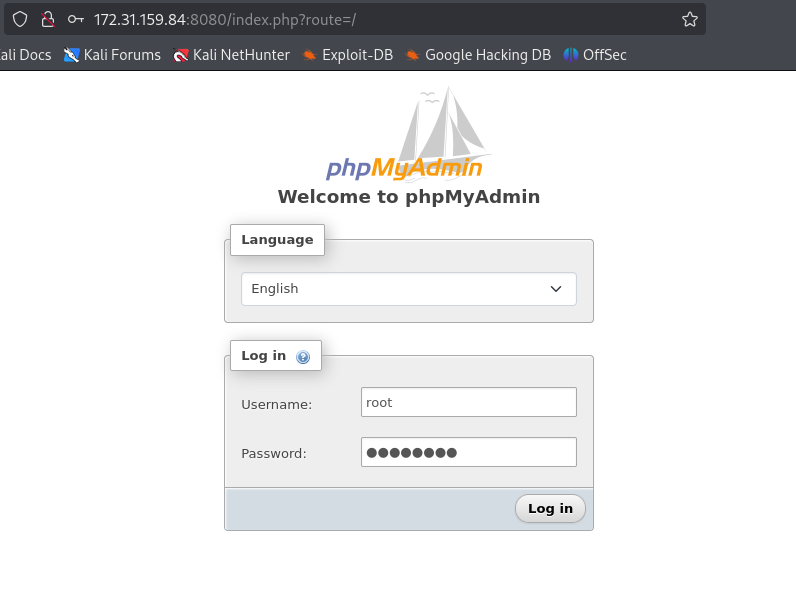 172.31.159.84:8080/index.php?route=/
ali Docs Kali Forums Kali NetHunter Exploit-DB Google Hacking DB OffSec
phpMyAdmin
Welcome to phpMyAdmin
Language
English
Log in
Username: root
Password: ●●●●●●●●
Log in